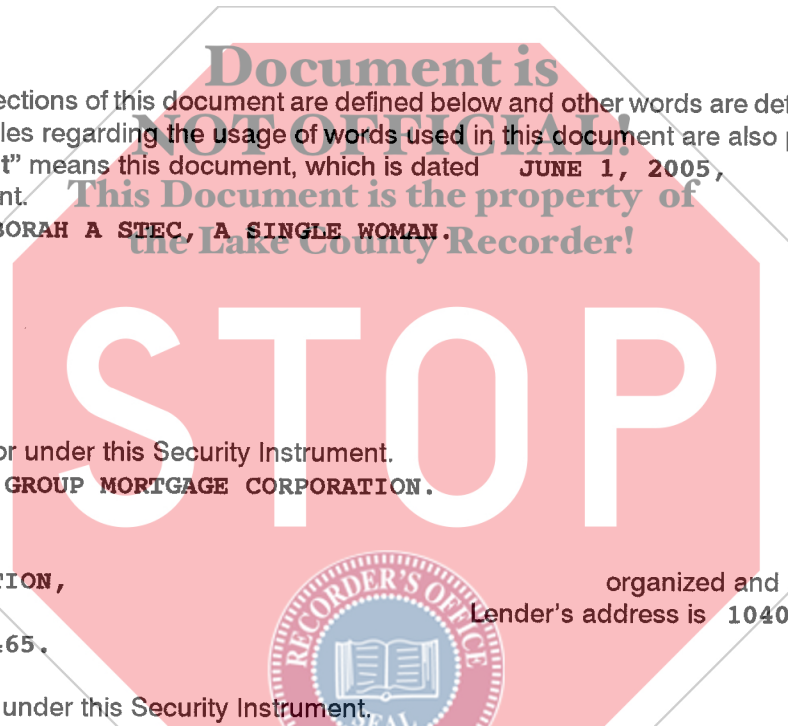 Document is
ections of this document are defined below and other words are def
les regarding the usage of words used in this document are also p
NOT OFFICIAL!
t” means this document, which is dated JUNE 1, 2005,
nt.
This Document is the property of
BORAH A STEC, A SINGLE WOMAN.
the Lake County Recorder!
STOP
or under this Security Instrument.
GROUP MORTGAGE CORPORATION.
TION,
organized and
Lender's address is 1040
465.
RECORDER'S OFFICE
under this Security Instrument.
SEAL